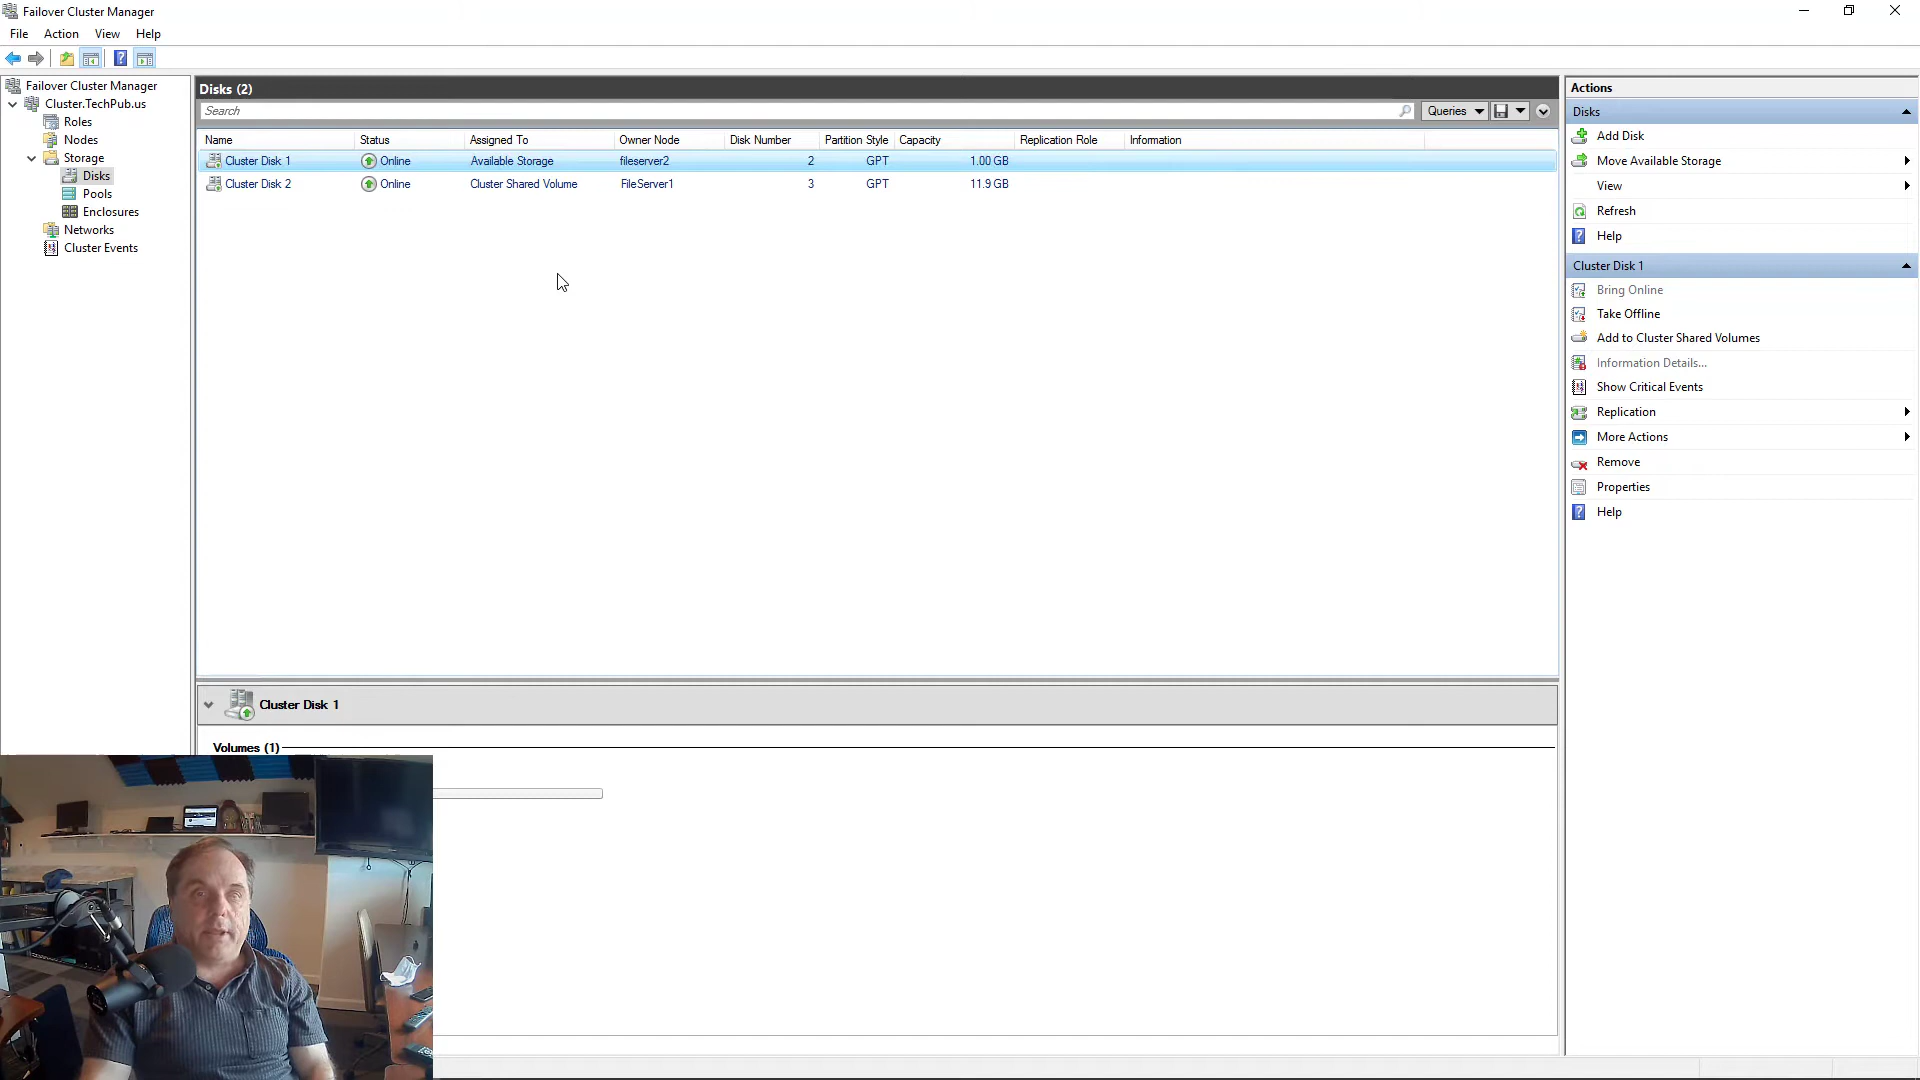 Failover Cluster Manager
File Action View Help
Failover Cluster Manager
Cluster.TechPub.us
Roles
Nodes
Storage
Disks
Pools
Enclosures
Networks
Cluster Events
Disks (2)
Search
Queries
Name Status Assigned To Owner Node Disk Number Partition Style Capacity Replication Role Information
Cluster Disk 1 Online Available Storage fileserver2 2 GPT 1.00 GB
Cluster Disk 2 Online Cluster Shared Volume FileServer1 3 GPT 11.9 GB
Cluster Disk 1
Volumes (1)
Actions
Disks
Add Disk
Move Available Storage
View
Refresh
Help
Cluster Disk 1
Bring Online
Take Offline
Add to Cluster Shared Volumes
Information Details...
Show Critical Events
Replication
More Actions
Remove
Properties
Help